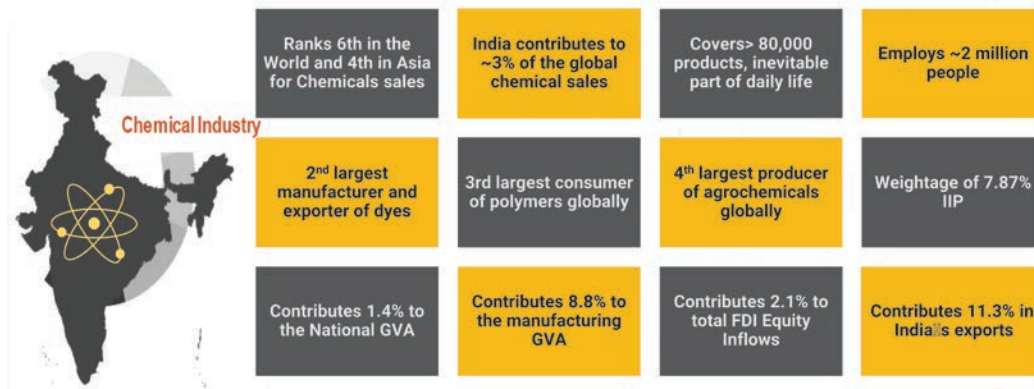 Chemical Industry
Ranks 6th in the
World and 4th in Asia
for Chemicals sales
India contributes to
~3% of the global
chemical sales
Covers> 80,000
products, inevitable
part of daily life
Employs ~2 million
people
2nd largest
manufacturer and
exporter of dyes
3rd largest consumer
of polymers globally
4th largest producer
of agrochemicals
globally
Weightage of 7.87%
IIP
Contributes 1.4% to
the National GVA
Contributes 8.8% to
the manufacturing
GVA
Contributes 2.1% to
total FDI Equity
Inflows
Contributes 11.3% in
India▯s exports